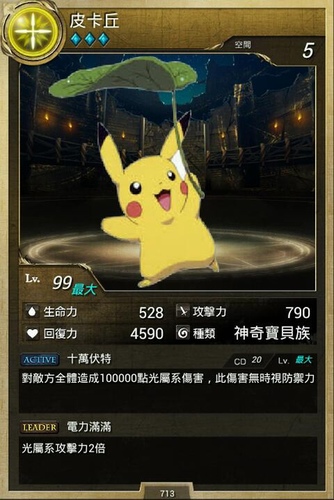 皮卡丘
空間 5
Lv. 99 最大
生命力 528 攻擊力 790
回復力 4590 種類 神奇寶貝族
ACTIVE 十萬伏特 CD 20 Lv. 最大
對敵方全體造成100000點光屬系傷害，此傷害無時視防禦力
LEADER 電力滿滿
光屬系攻擊力2倍
713